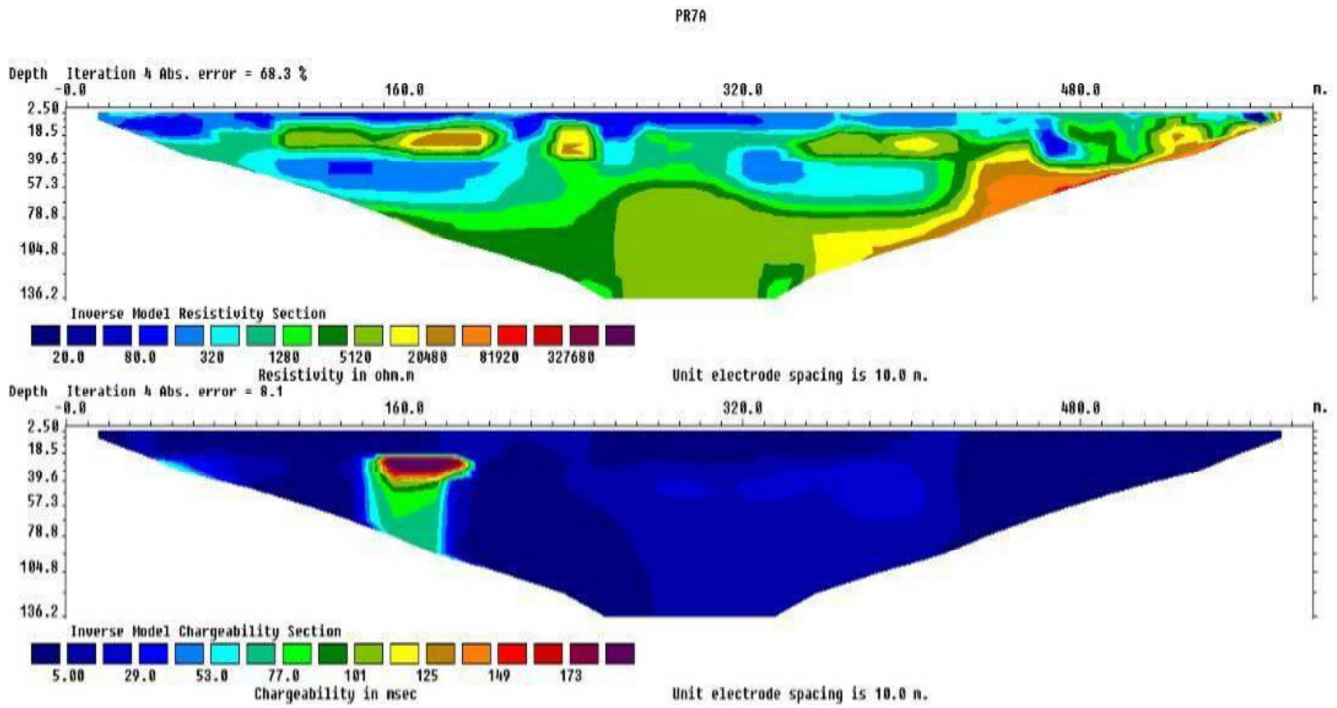 PR7A
Depth Iteration 4 Abs. error = 68.3 %
-0.0 160.0 320.0 480.0 m.
2.50
18.5
39.6
57.3
78.8
104.8
136.2
Inverse Model Resistivity Section
20.0 80.0 320 1280 5120 20480 81920 327680
Resistivity in ohm.m Unit electrode spacing is 10.0 m.
Depth Iteration 4 Abs. error = 8.1
-0.0 160.0 320.0 480.0 m.
2.50
18.5
39.6
57.3
78.8
104.8
136.2
Inverse Model Chargeability Section
5.00 29.0 53.0 77.0 101 125 149 173
Chargeability in msec Unit electrode spacing is 10.0 m.